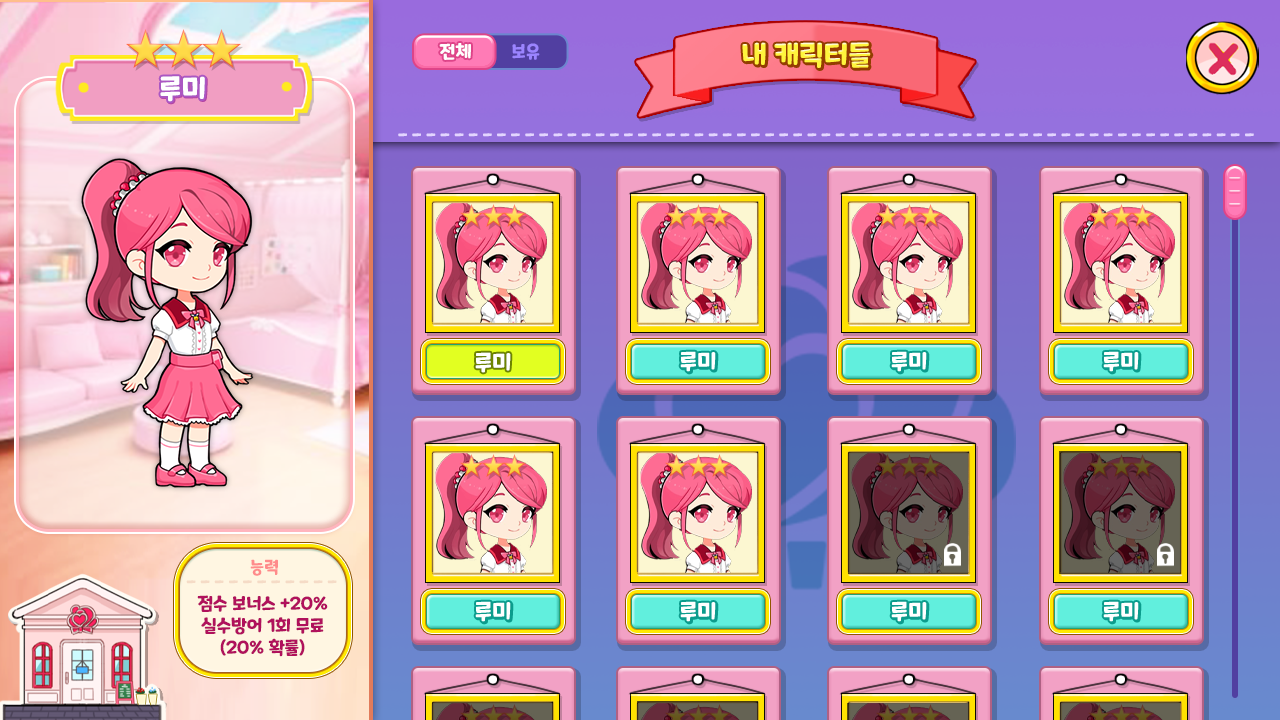 루미
능력
점수 보너스 +20%
실수방어 1회 무료
(20% 확률)
전체 보유
내 캐릭터들
루미 루미 루미 루미
루미 루미 루미 루미